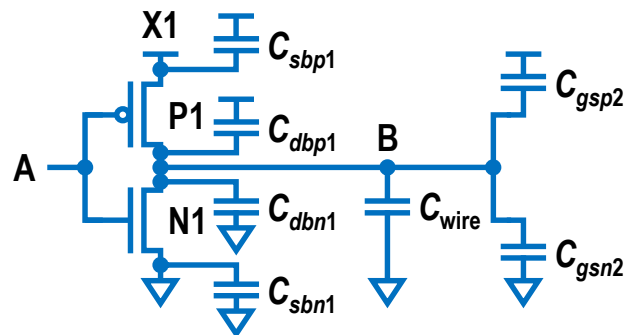 X1
C_sbp1
P1
C_dbp1
C_gsp2
A
B
N1
C_dbn1
C_wire
C_gsn2
C_sbn1